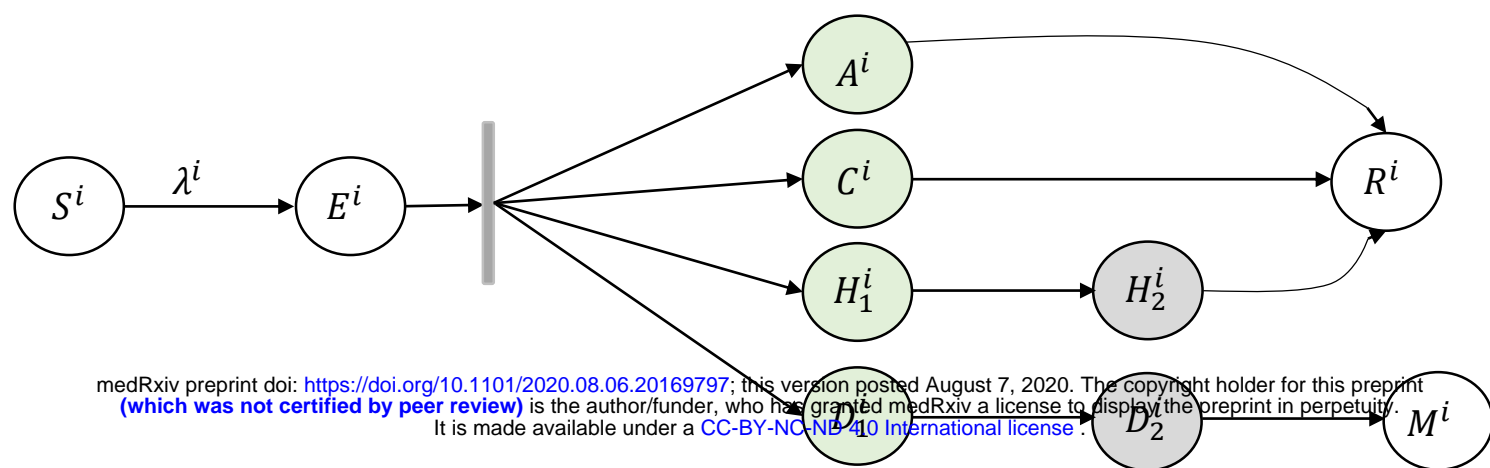 A^i
λ^i
C^i
R^i
S^i
E^i
H_1^i
H_2^i
medRxiv preprint doi: https://doi.org/10.1101/2020.08.06.20169797; this version posted August 7, 2020. The copyright holder for this preprint
(which was not certified by peer review) is the author/funder, who has granted medRxiv a license to display the preprint in perpetuity.
It is made available under a CC-BY-NC-ND 4.0 International license .
D_1^i
D_2^i
M^i